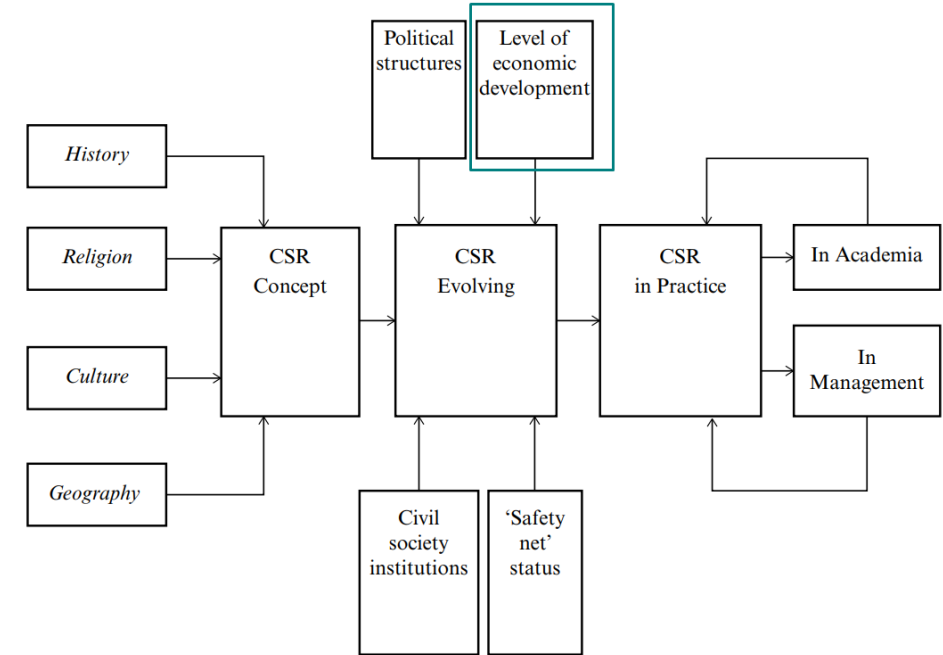 Political
structures
Level of
economic
development
History
Religion
Culture
Geography
CSR
Concept
CSR
Evolving
CSR
in Practice
In Academia
In
Management
Civil
society
institutions
‘Safety
net’
status